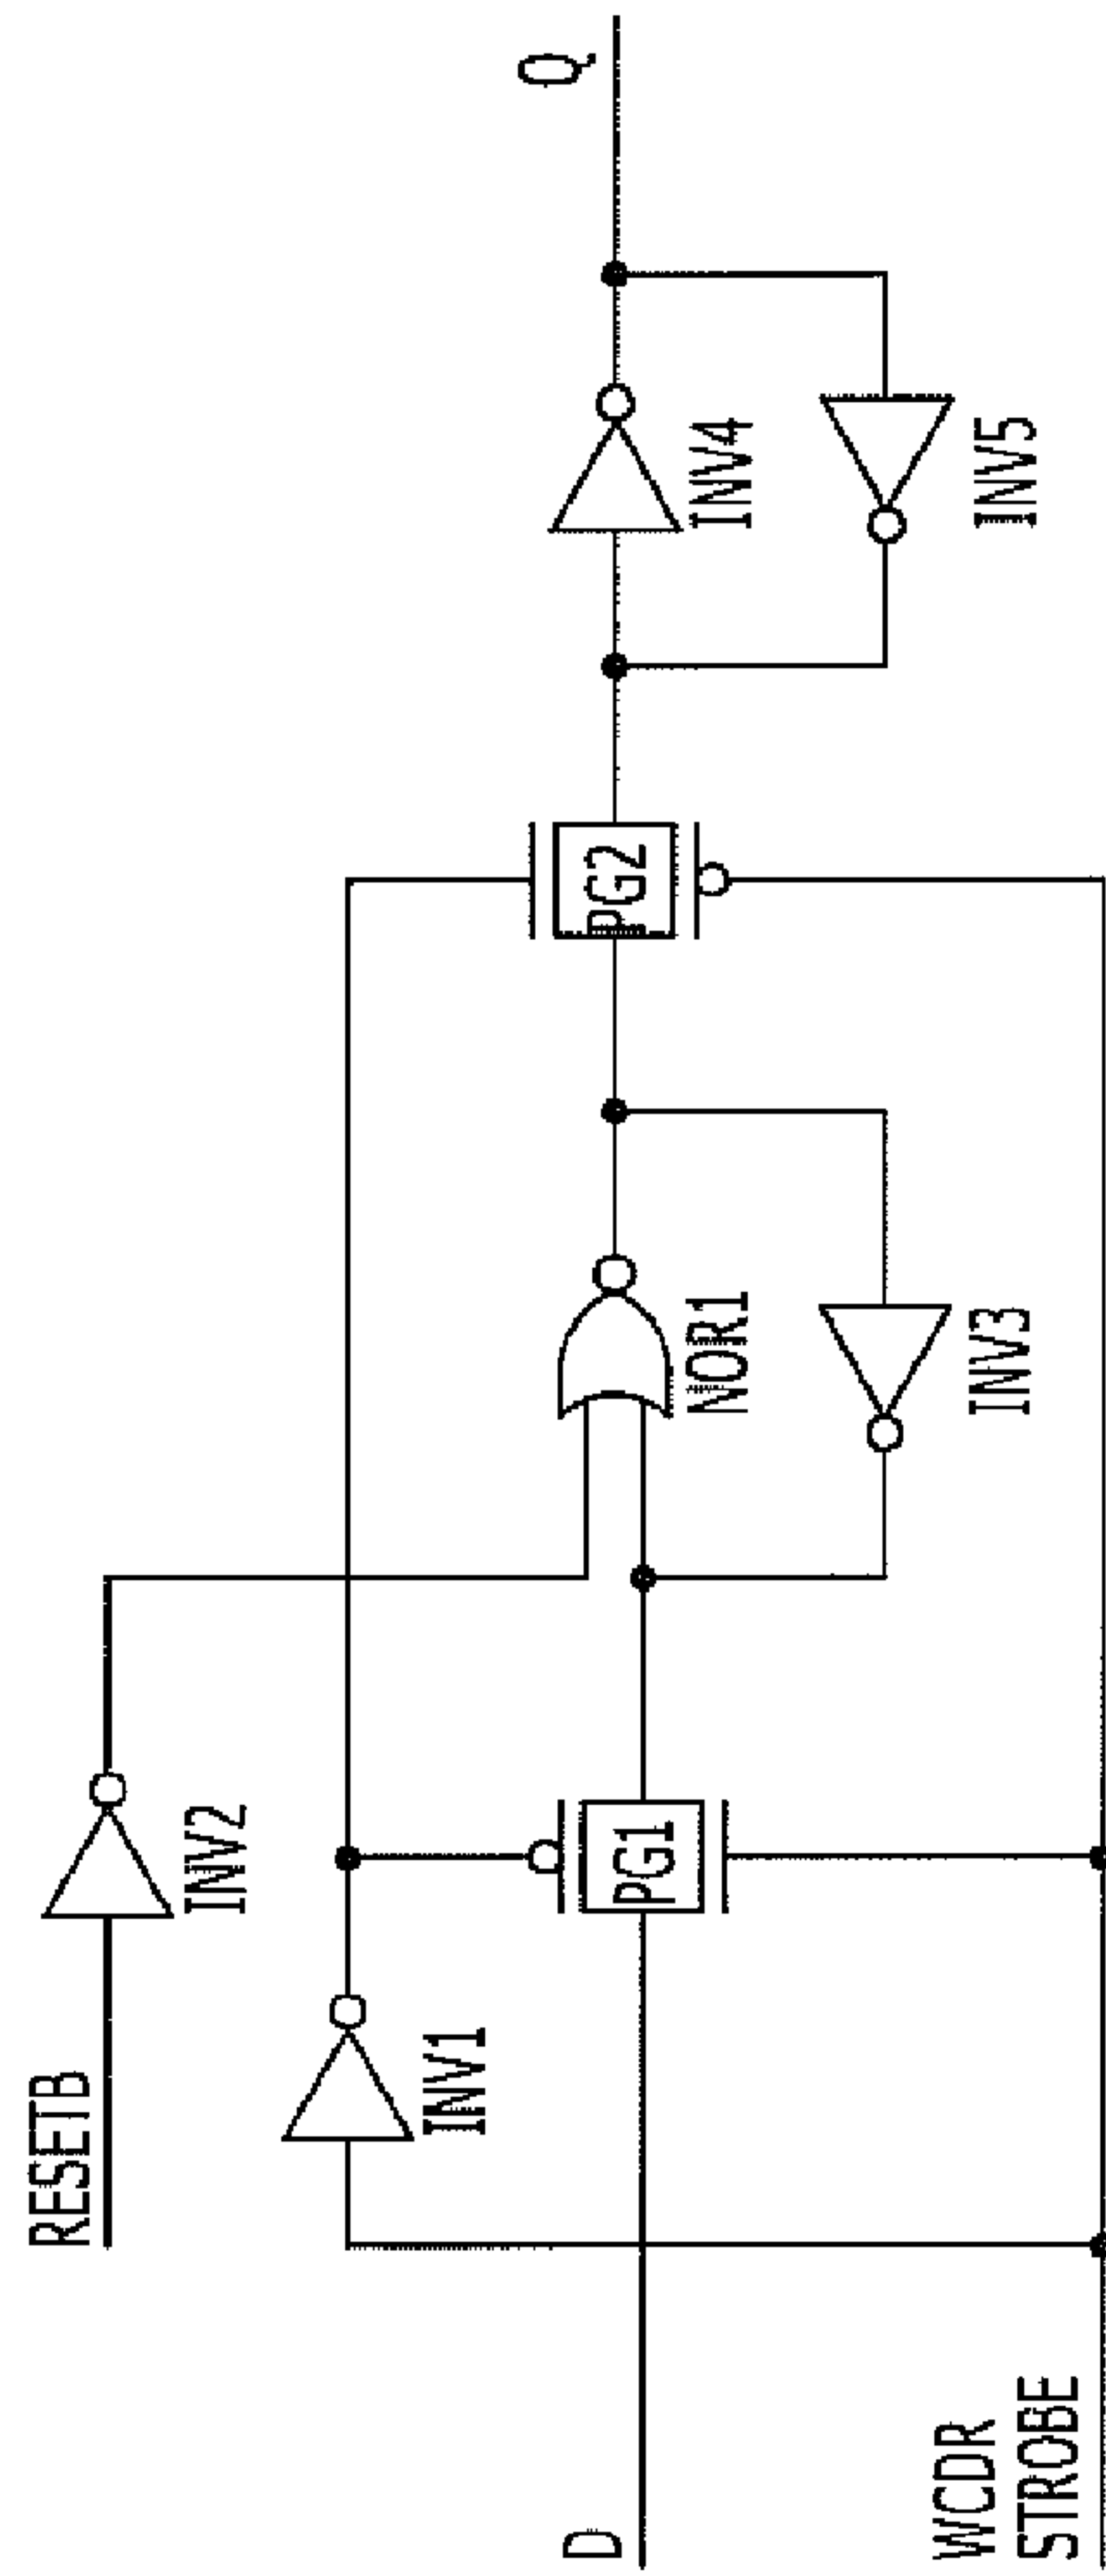 RESETB
INV2
INV1
D
PG1
NOR1
INV3
PG2
INV4
INV5
Q
WCDR
STROBE